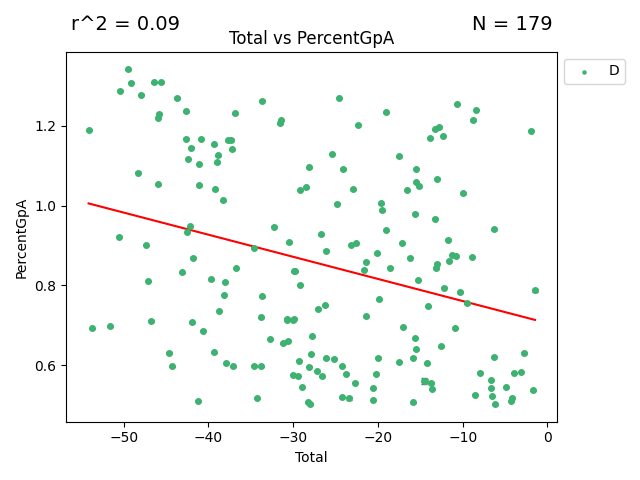 r^2 = 0.09 N = 179
Total vs PercentGpA
D
PercentGpA
1.2
1.0
0.8
0.6
−50 −40 −30 −20 −10 0
Total